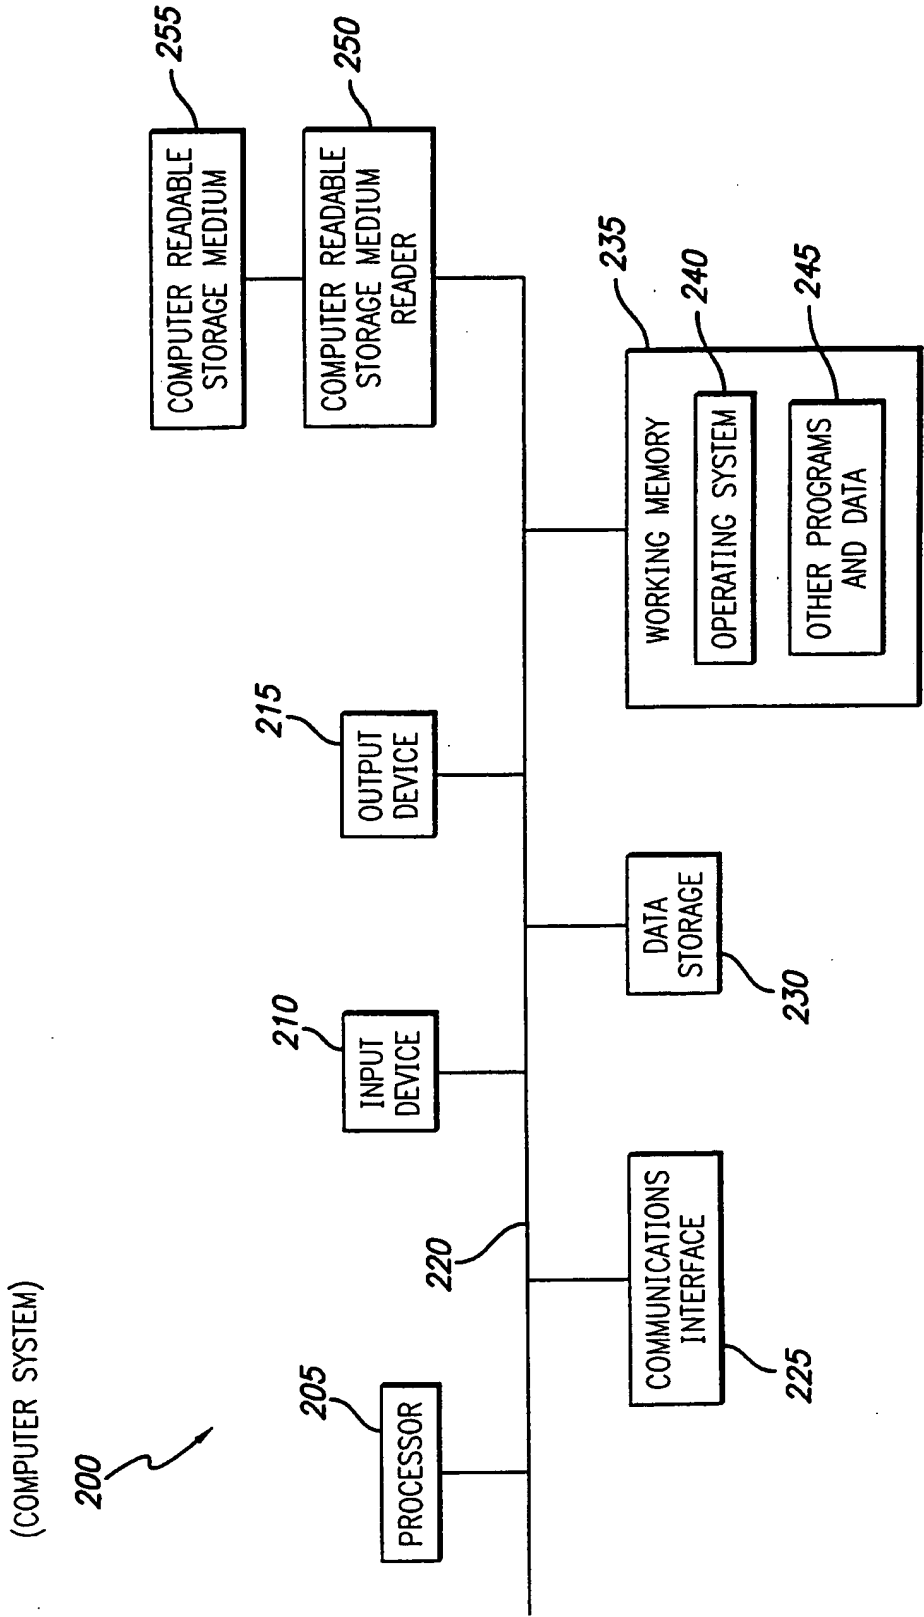 (COMPUTER SYSTEM)
200
205
PROCESSOR
210
INPUT
DEVICE
215
OUTPUT
DEVICE
255
COMPUTER READABLE
STORAGE MEDIUM
250
COMPUTER READABLE
STORAGE MEDIUM
READER
220
COMMUNICATIONS
INTERFACE
225
DATA
STORAGE
230
235
WORKING MEMORY
240
OPERATING SYSTEM
245
OTHER PROGRAMS
AND DATA